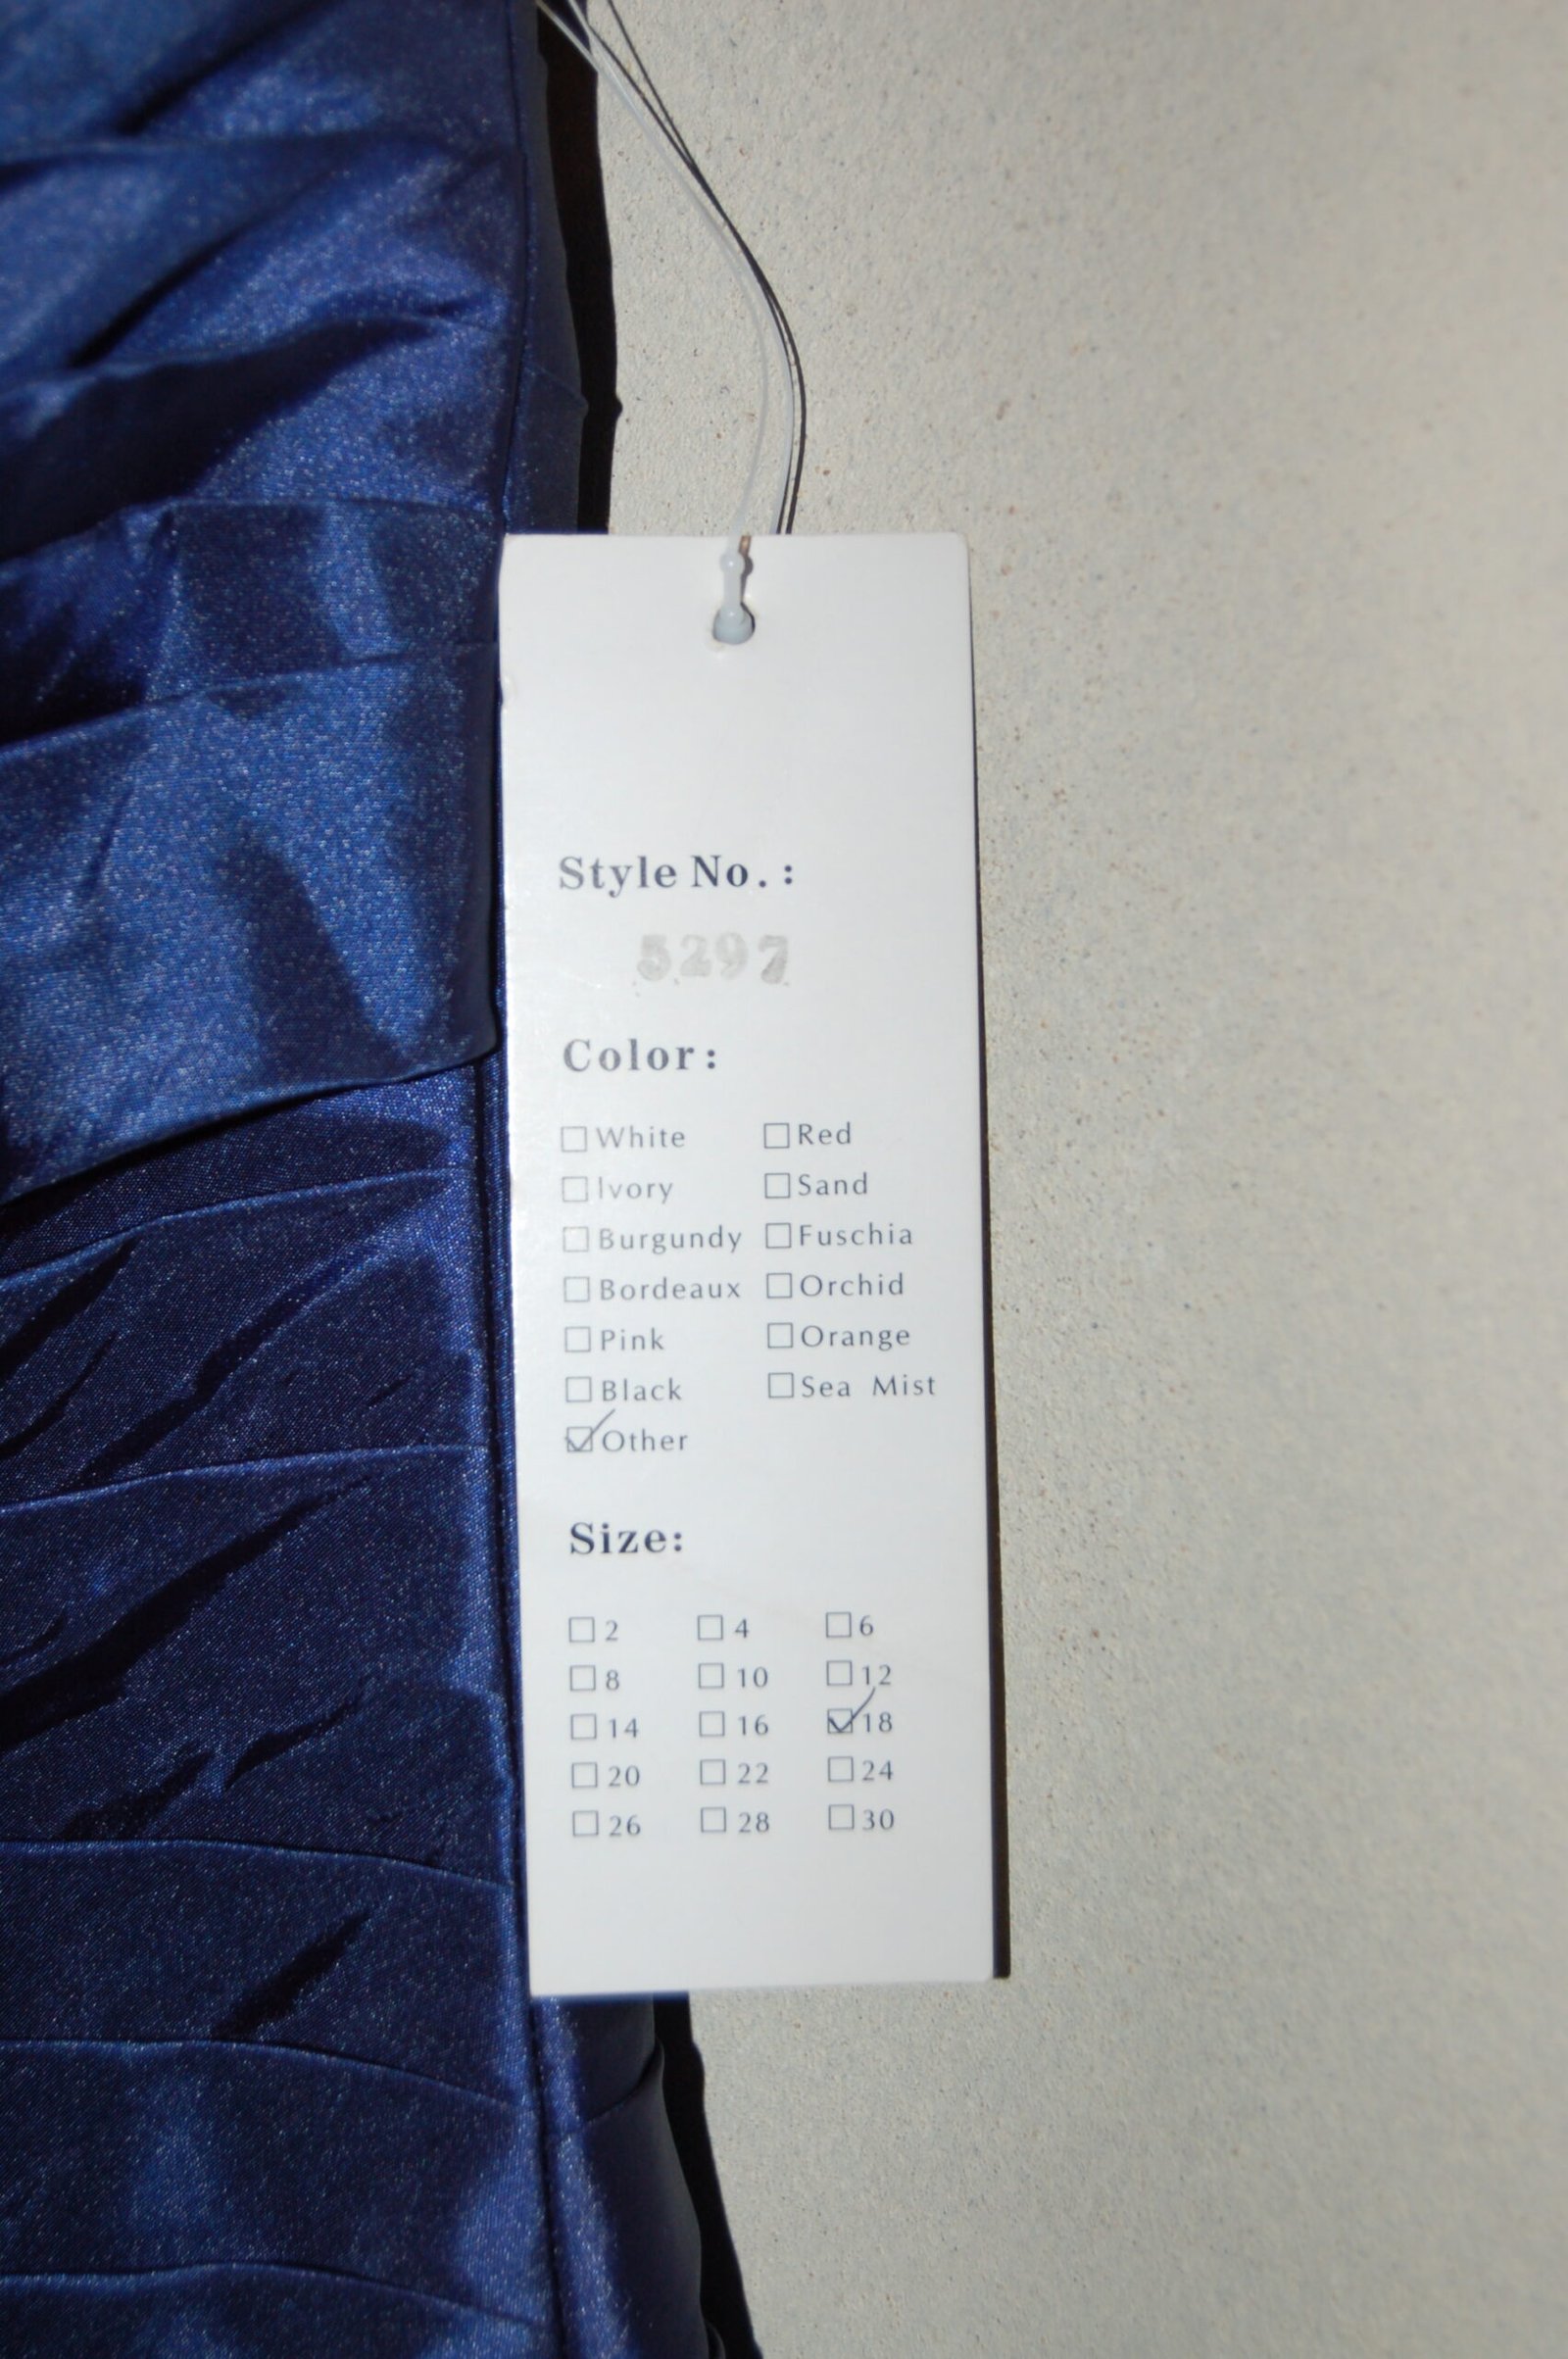 Style No.:
5297
Color:
☐ White ☐ Red
☐ Ivory ☐ Sand
☐ Burgundy ☐ Fuschia
☐ Bordeaux ☐ Orchid
☐ Pink ☐ Orange
☐ Black ☐ Sea Mist
☑ Other
Size:
☐ 2 ☐ 4 ☐ 6
☐ 8 ☐ 10 ☐ 12
☐ 14 ☐ 16 ☑ 18
☐ 20 ☐ 22 ☐ 24
☐ 26 ☐ 28 ☐ 30